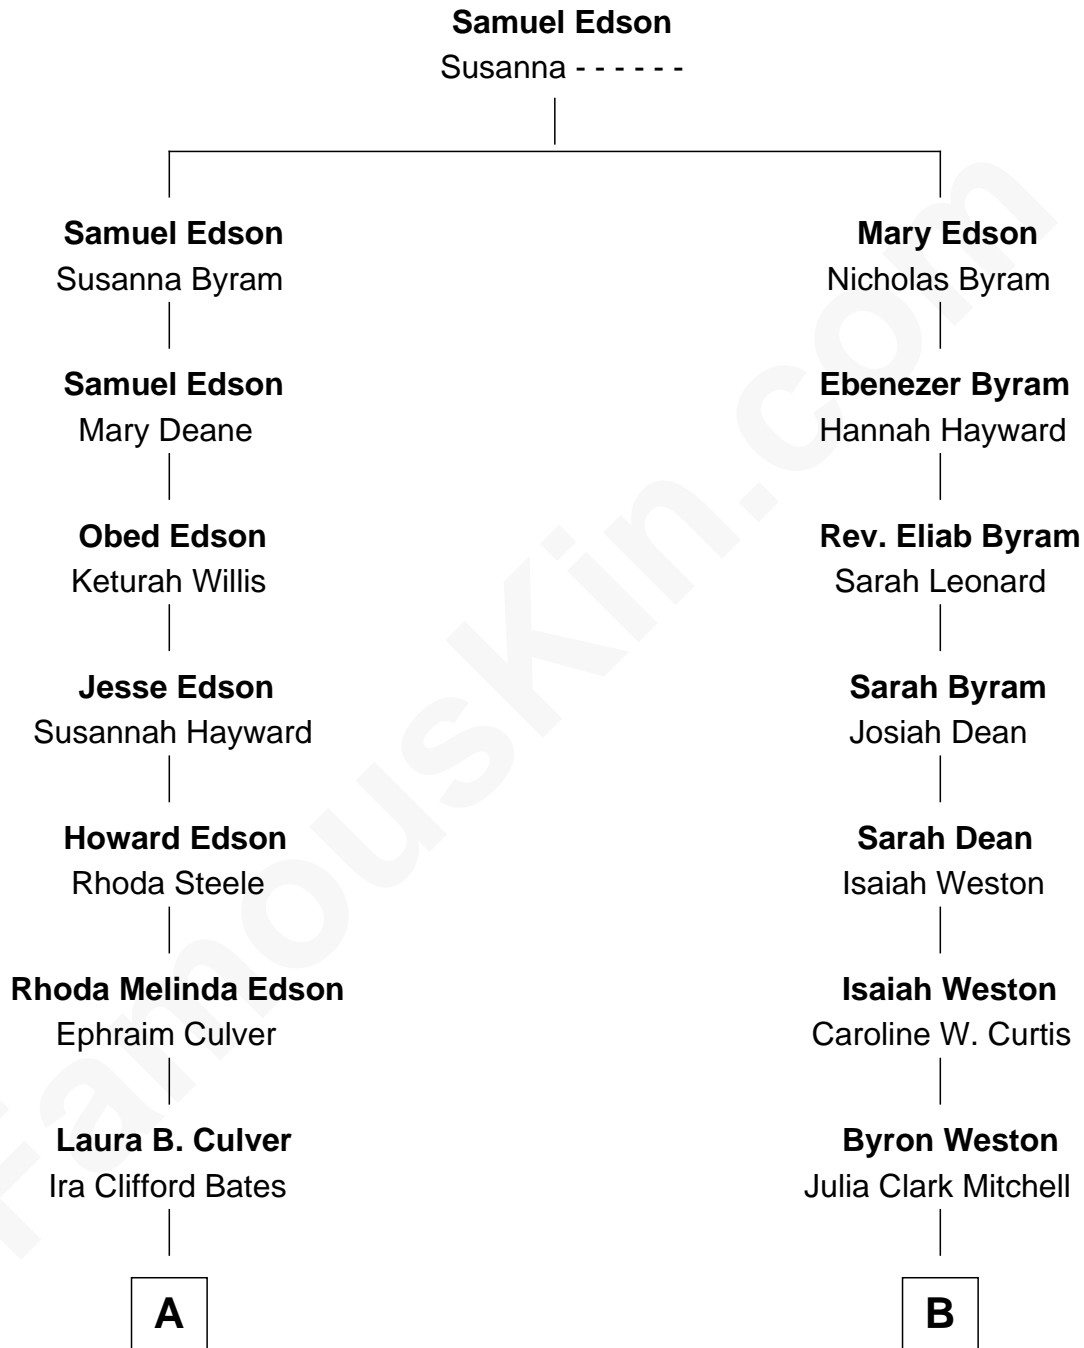 Samuel Edson
Susanna - - - - - -
Samuel Edson
Susanna Byram
Mary Edson
Nicholas Byram
Samuel Edson
Mary Deane
Ebenezer Byram
Hannah Hayward
Obed Edson
Keturah Willis
Rev. Eliab Byram
Sarah Leonard
Jesse Edson
Susannah Hayward
Sarah Byram
Josiah Dean
Howard Edson
Rhoda Steele
Sarah Dean
Isaiah Weston
Rhoda Melinda Edson
Ephraim Culver
Isaiah Weston
Caroline W. Curtis
Laura B. Culver
Ira Clifford Bates
Byron Weston
Julia Clark Mitchell
A
B
FamousKin.com